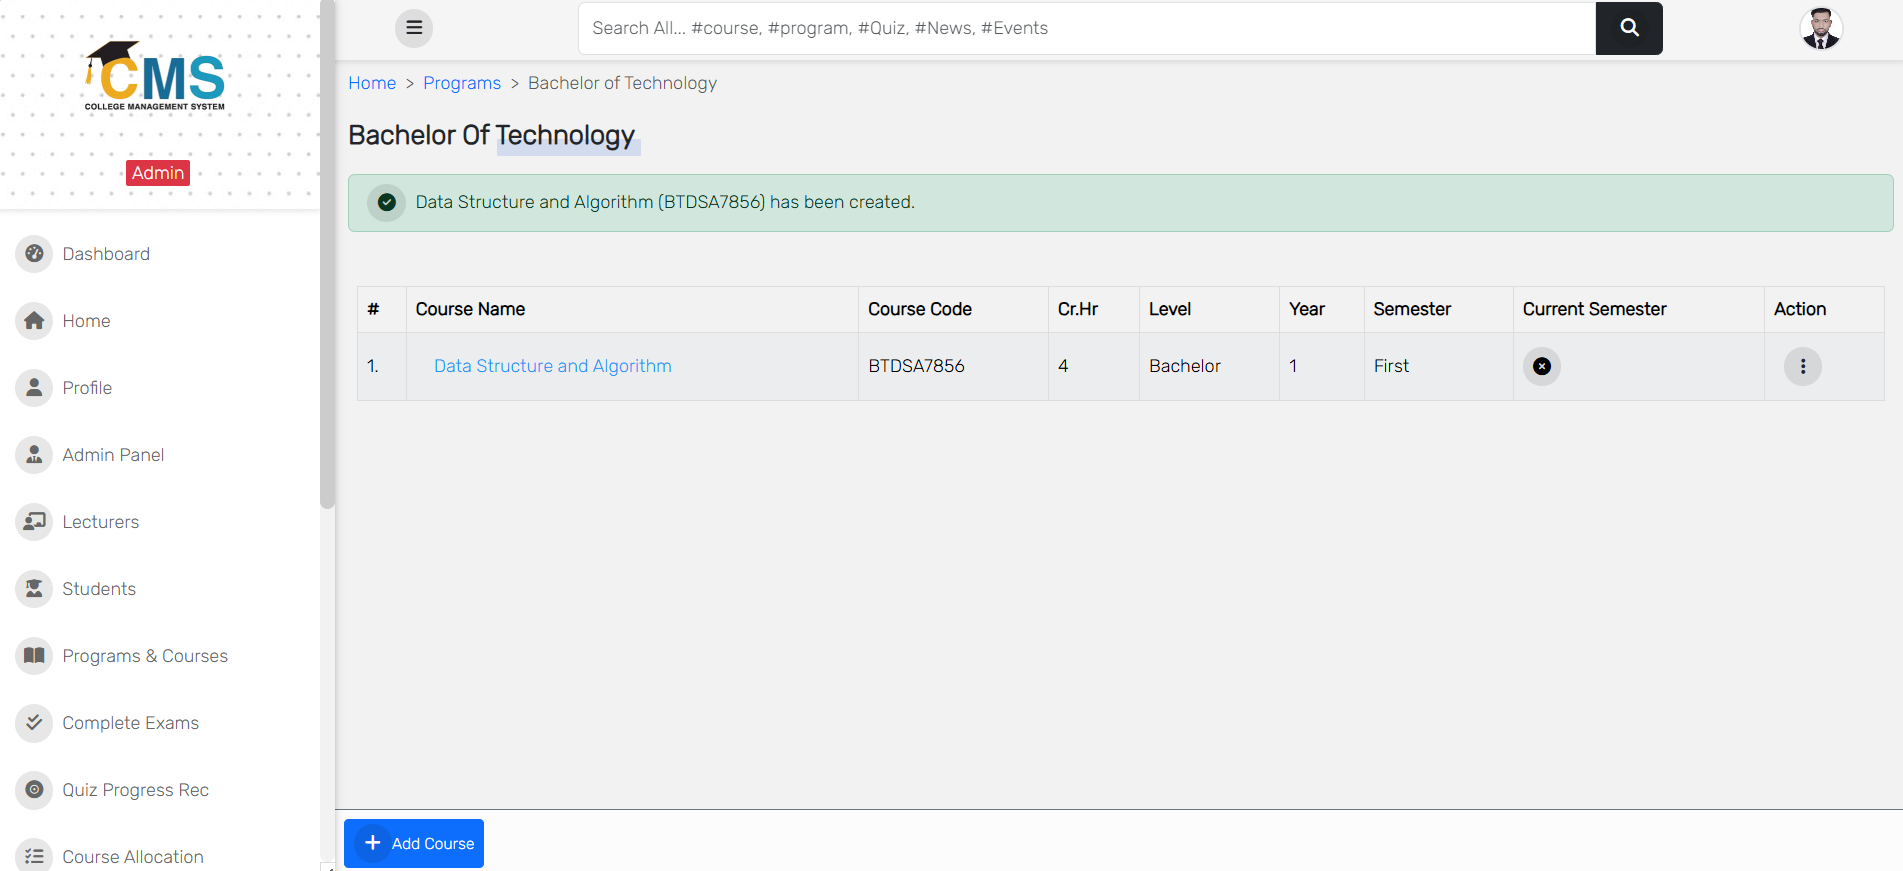 CMS
COLLEGE MANAGEMENT SYSTEM
Admin
Dashboard
Home
Profile
Admin Panel
Lecturers
Students
Programs & Courses
Complete Exams
Quiz Progress Rec
Course Allocation
Search All... #course, #program, #Quiz, #News, #Events
Home > Programs > Bachelor of Technology
Bachelor Of Technology
Data Structure and Algorithm (BTDSA7856) has been created.
# Course Name Course Code Cr.Hr Level Year Semester Current Semester Action
1. Data Structure and Algorithm BTDSA7856 4 Bachelor 1 First
Add Course